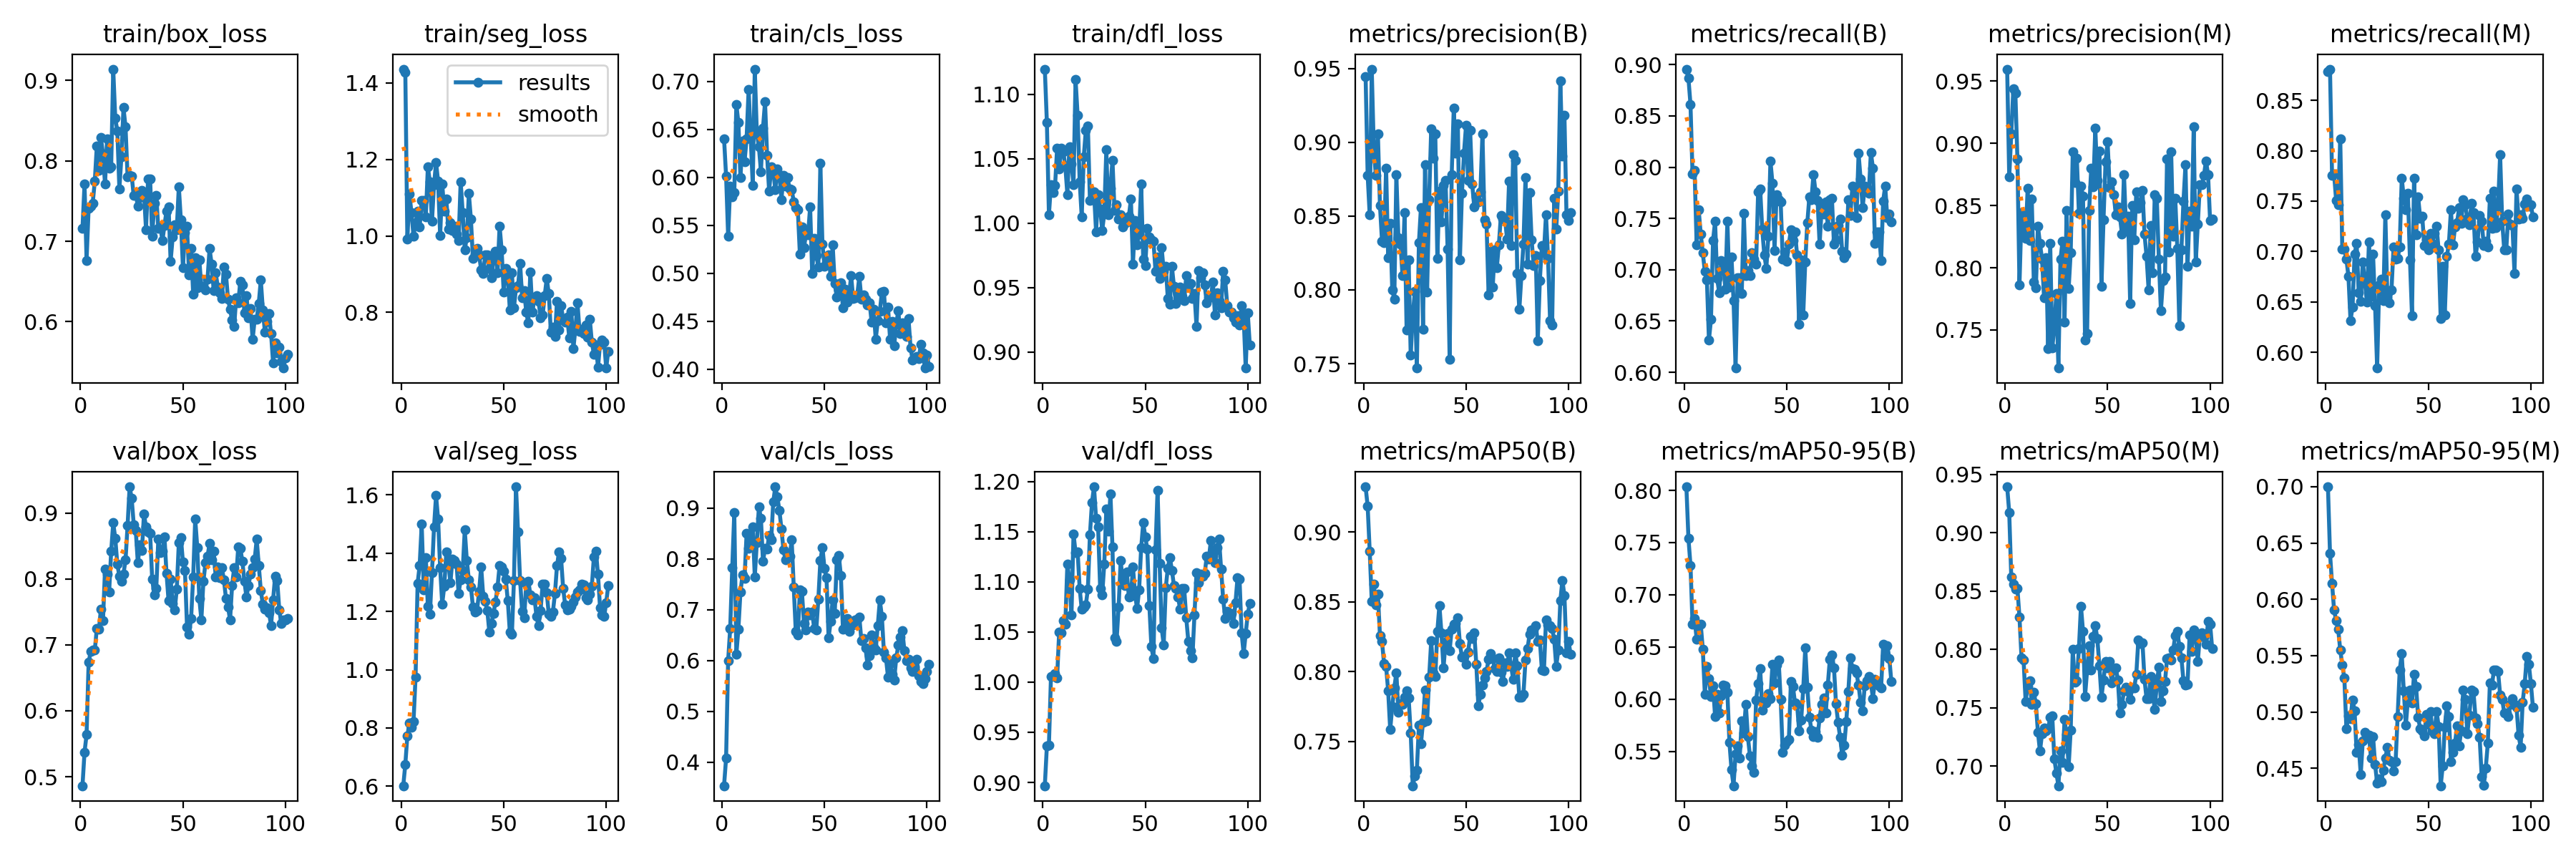 train/box_loss
train/seg_loss
train/cls_loss
train/dfl_loss
metrics/precision(B)
metrics/recall(B)
metrics/precision(M)
metrics/recall(M)
results
smooth
0.9
0.8
0.7
0.6
0 50 100
1.4
1.2
1.0
0.8
0 50 100
0.70
0.65
0.60
0.55
0.50
0.45
0.40
0 50 100
1.10
1.05
1.00
0.95
0.90
0 50 100
0.95
0.90
0.85
0.80
0.75
0 50 100
0.90
0.85
0.80
0.75
0.70
0.65
0.60
0 50 100
0.95
0.90
0.85
0.80
0.75
0 50 100
0.85
0.80
0.75
0.70
0.65
0.60
0 50 100
val/box_loss
val/seg_loss
val/cls_loss
val/dfl_loss
metrics/mAP50(B)
metrics/mAP50-95(B)
metrics/mAP50(M)
metrics/mAP50-95(M)
0.9
0.8
0.7
0.6
0.5
0 50 100
1.6
1.4
1.2
1.0
0.8
0.6
0 50 100
0.9
0.8
0.7
0.6
0.5
0.4
0 50 100
1.20
1.15
1.10
1.05
1.00
0.95
0.90
0 50 100
0.90
0.85
0.80
0.75
0 50 100
0.80
0.75
0.70
0.65
0.60
0.55
0 50 100
0.95
0.90
0.85
0.80
0.75
0.70
0 50 100
0.70
0.65
0.60
0.55
0.50
0.45
0 50 100